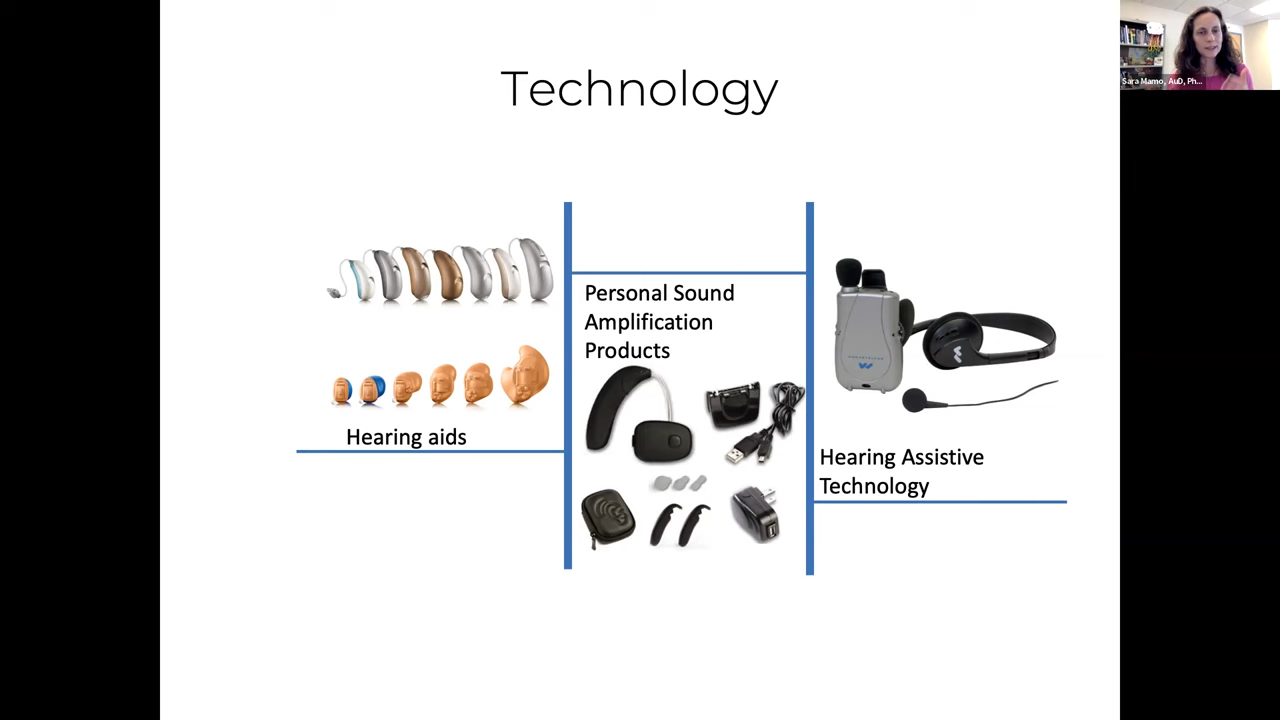 Technology
Sara Mamo, AuD, Ph...
Hearing aids
Personal Sound
Amplification
Products
Hearing Assistive
Technology